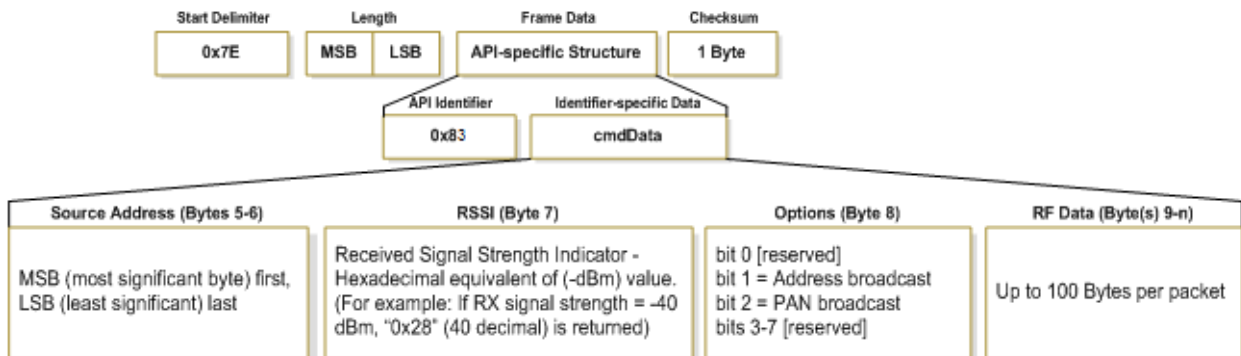 Start Delimiter Length Frame Data Checksum
0x7E MSB LSB API-specific Structure 1 Byte
API Identifier Identifier-specific Data
0x83 cmdData
Source Address (Bytes 5-6) RSSI (Byte 7) Options (Byte 8) RF Data (Byte(s) 9-n)
MSB (most significant byte) first,
LSB (least significant) last
Received Signal Strength Indicator -
Hexadecimal equivalent of (-dBm) value.
(For example: If RX signal strength = -40
dBm, “0x28” (40 decimal) is returned)
bit 0 [reserved]
bit 1 = Address broadcast
bit 2 = PAN broadcast
bits 3-7 [reserved]
Up to 100 Bytes per packet